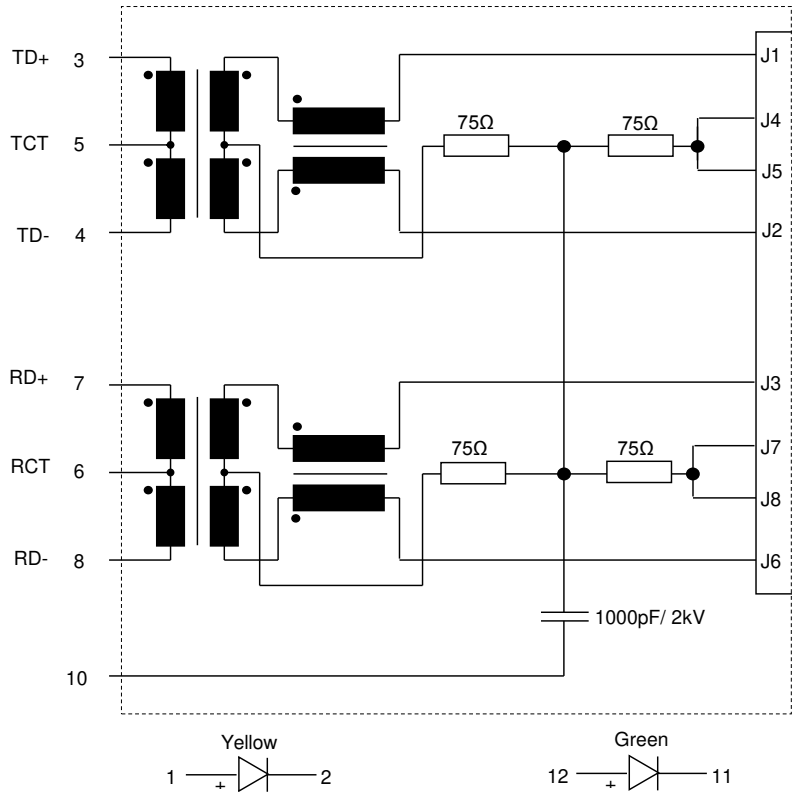 TD+ 3
J1
75Ω 75Ω
J4
TCT 5
J5
TD- 4
J2
RD+ 7
J3
75Ω 75Ω
J7
RCT 6
J8
RD- 8
J6
1000pF/ 2kV
10
Yellow
1 + 2
Green
12 + 11